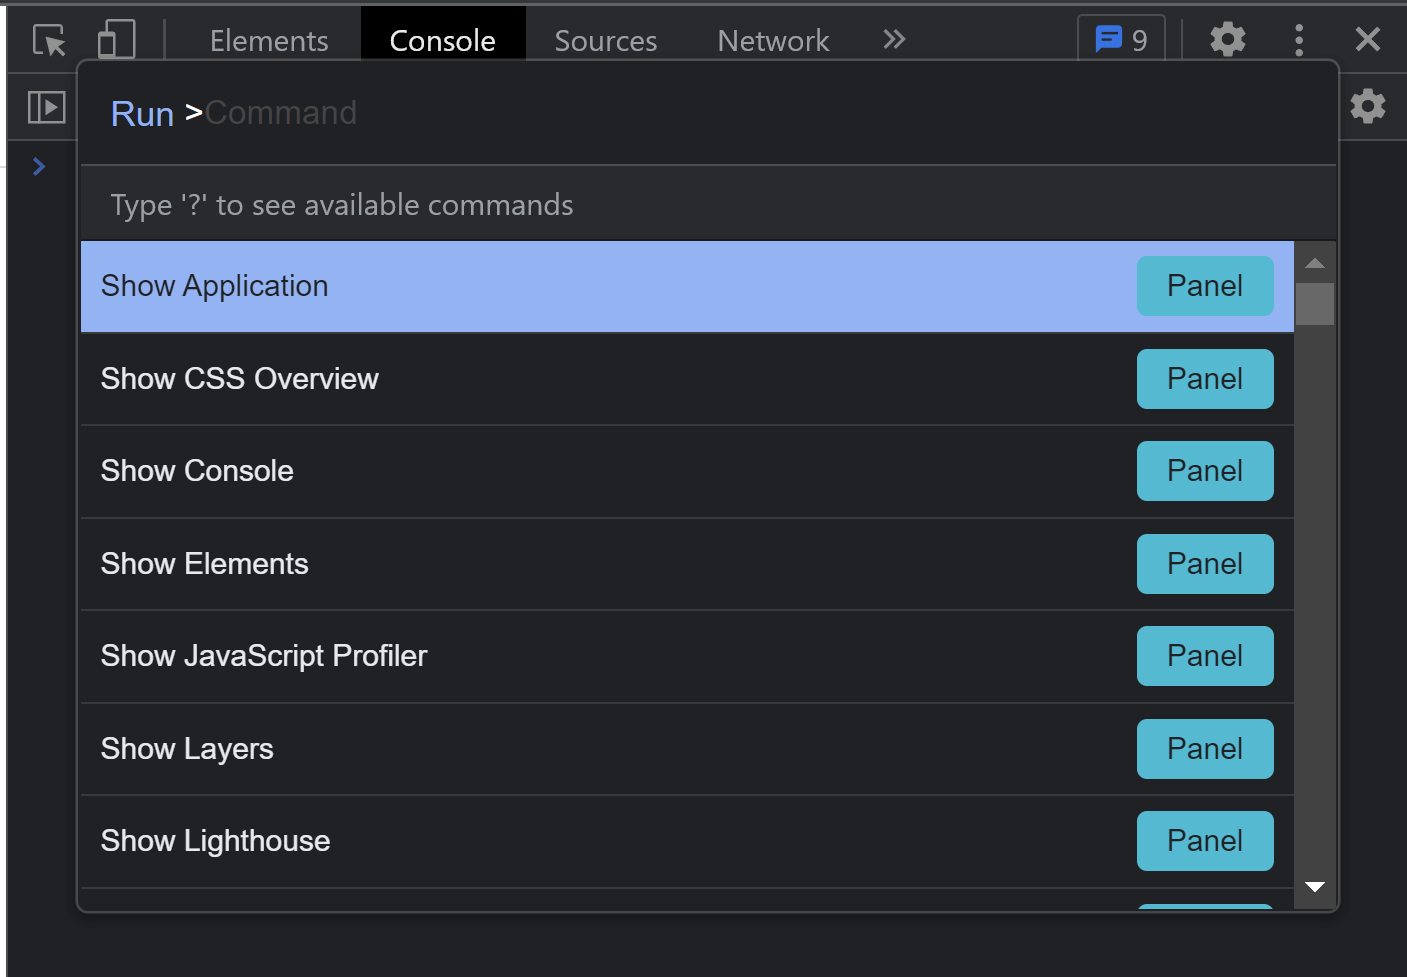 Elements Console Sources Network 9
Run >Command
Type '?' to see available commands
Show Application Panel
Show CSS Overview Panel
Show Console Panel
Show Elements Panel
Show JavaScript Profiler Panel
Show Layers Panel
Show Lighthouse Panel